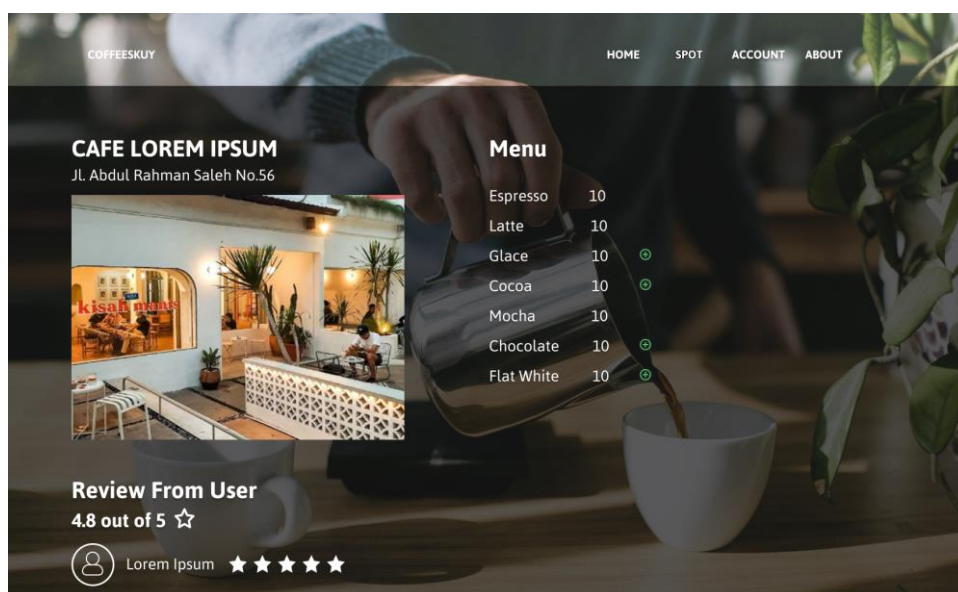 COFFEESKUY HOME SPOT ACCOUNT ABOUT
CAFE LOREM IPSUM
Jl. Abdul Rahman Saleh No.56
kisah manis
Menu
Espresso 10
Latte 10
Glace 10
Cocoa 10
Mocha 10
Chocolate 10
Flat White 10
Review From User
4.8 out of 5
Lorem Ipsum